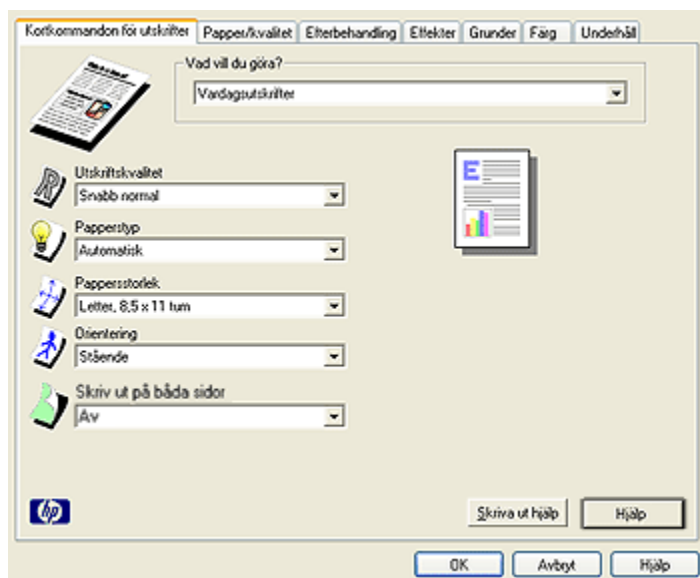 Kortkommandon för utskrifter Papper/kvalitet Efterbehandling Effekter Grunder Färg Underhåll
Vad vill du göra?
Vardagsutskrifter
Utskriftskvalitet
Snabb normal
Papperstyp
Automatisk
Pappersstorlek
Letter, 8,5 x 11 tum
Orientering
Stående
Skriv ut på båda sidor
Av
E
hp
Skriva ut hjälp Hjälp
OK Avbryt Hjälp